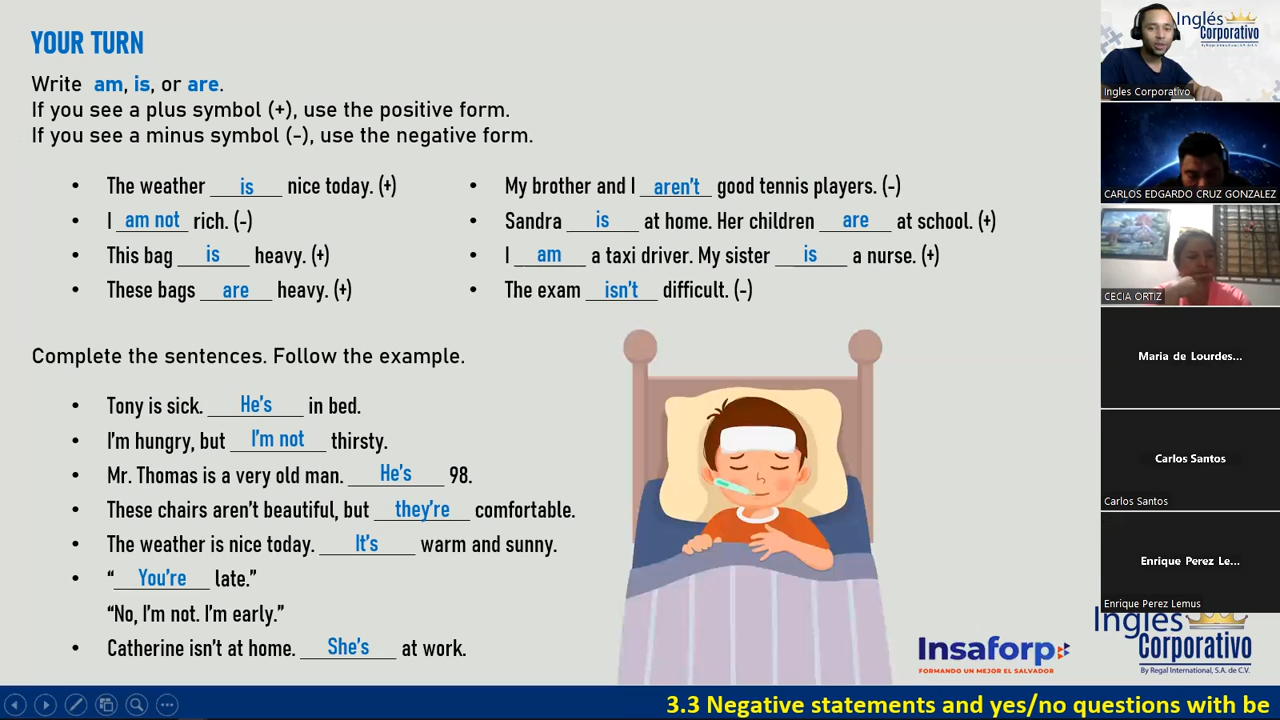 YOUR TURN
Write am, is, or are.
If you see a plus symbol (+), use the positive form.
If you see a minus symbol (-), use the negative form.
• The weather is nice today. (+)
• I am not rich. (-)
• This bag is heavy. (+)
• These bags are heavy. (+)
• My brother and I aren't good tennis players. (-)
• Sandra is at home. Her children are at school. (+)
• I am a taxi driver. My sister is a nurse. (+)
• The exam isn't difficult. (-)
Complete the sentences. Follow the example.
• Tony is sick. He's in bed.
• I'm hungry, but I'm not thirsty.
• Mr. Thomas is a very old man. He's 98.
• These chairs aren't beautiful, but they're comfortable.
• The weather is nice today. It's warm and sunny.
• “You're late.”
“No, I'm not. I'm early.”
• Catherine isn't at home. She's at work.
Insaforp
FORMANDO UN MEJOR EL SALVADOR
Inglés
Corporativo
By Regal International, S.A. de C.V.
3.3 Negative statements and yes/no questions with be
Inglés
Corporativo
By Regal International, S.A. de C.V.
Ingles Corporativo
CARLOS EDGARDO CRUZ GONZALEZ
CECIA ORTIZ
Maria de Lourdes...
Carlos Santos
Carlos Santos
Enrique Perez Le...
Enrique Perez Lemus